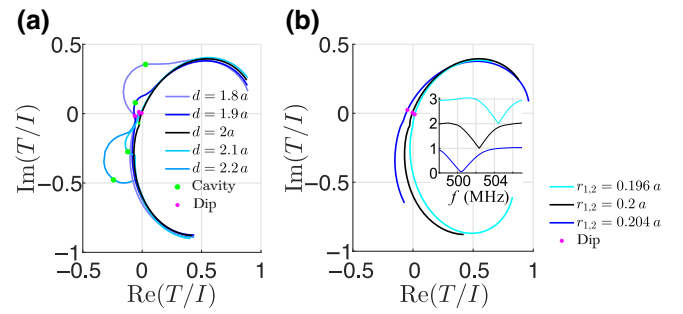 (a)
0.5
0
−0.5
−1
Im(T/I)
−0.5
0
0.5
1
Re(T/I)
d = 1.8 a
d = 1.9 a
d = 2a
d = 2.1 a
d = 2.2 a
Cavity
Dip
(b)
0.5
0
−0.5
−1
Im(T/I)
−0.5
0
0.5
1
Re(T/I)
3
2
1
0
500
504
f (MHz)
r1,2 = 0.196 a
r1,2 = 0.2 a
r1,2 = 0.204 a
Dip